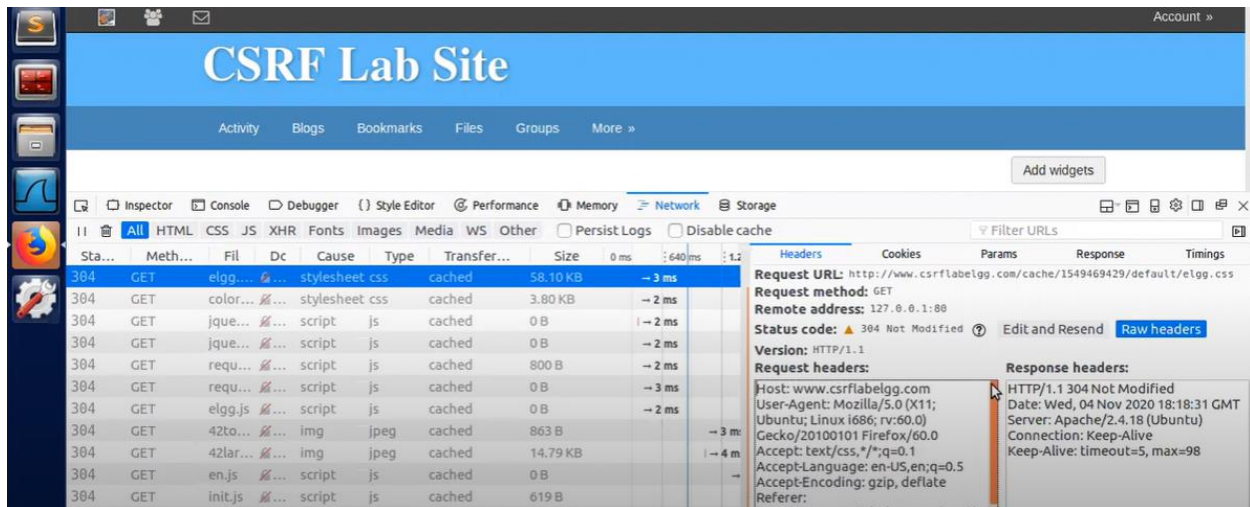 Account »
CSRF Lab Site
Activity Blogs Bookmarks Files Groups More »
Add widgets
Inspector Console Debugger {} Style Editor Performance Memory Network Storage
All HTML CSS JS XHR Fonts Images Media WS Other Persist Logs Disable cache Filter URLs
Sta... Meth... Fil Dc Cause Type Transfer... Size 0 ms 640 ms 1.2 Headers Cookies Params Response Timings
304 GET elgg.... stylesheet css cached 58.10 KB → 3 ms
304 GET color... stylesheet css cached 3.80 KB → 2 ms
304 GET jque... script js cached 0 B → 2 ms
304 GET jque... script js cached 0 B → 2 ms
304 GET requ... script js cached 800 B → 2 ms
304 GET requ... script js cached 0 B → 3 ms
304 GET elgg.js script js cached 0 B → 2 ms
304 GET 42to... img jpeg cached 863 B → 3 m
304 GET 42lar... img jpeg cached 14.79 KB → 4 m
304 GET en.js script js cached 0 B →
304 GET init.js script js cached 619 B
Request URL: http://www.csrflabelgg.com/cache/1549469429/default/elgg.css
Request method: GET
Remote address: 127.0.0.1:80
Status code: 304 Not Modified Edit and Resend Raw headers
Version: HTTP/1.1
Request headers:
Host: www.csrflabelgg.com
User-Agent: Mozilla/5.0 (X11;
Ubuntu; Linux i686; rv:60.0)
Gecko/20100101 Firefox/60.0
Accept: text/css,*/*;q=0.1
Accept-Language: en-US,en;q=0.5
Accept-Encoding: gzip, deflate
Referer:
Response headers:
HTTP/1.1 304 Not Modified
Date: Wed, 04 Nov 2020 18:18:31 GMT
Server: Apache/2.4.18 (Ubuntu)
Connection: Keep-Alive
Keep-Alive: timeout=5, max=98